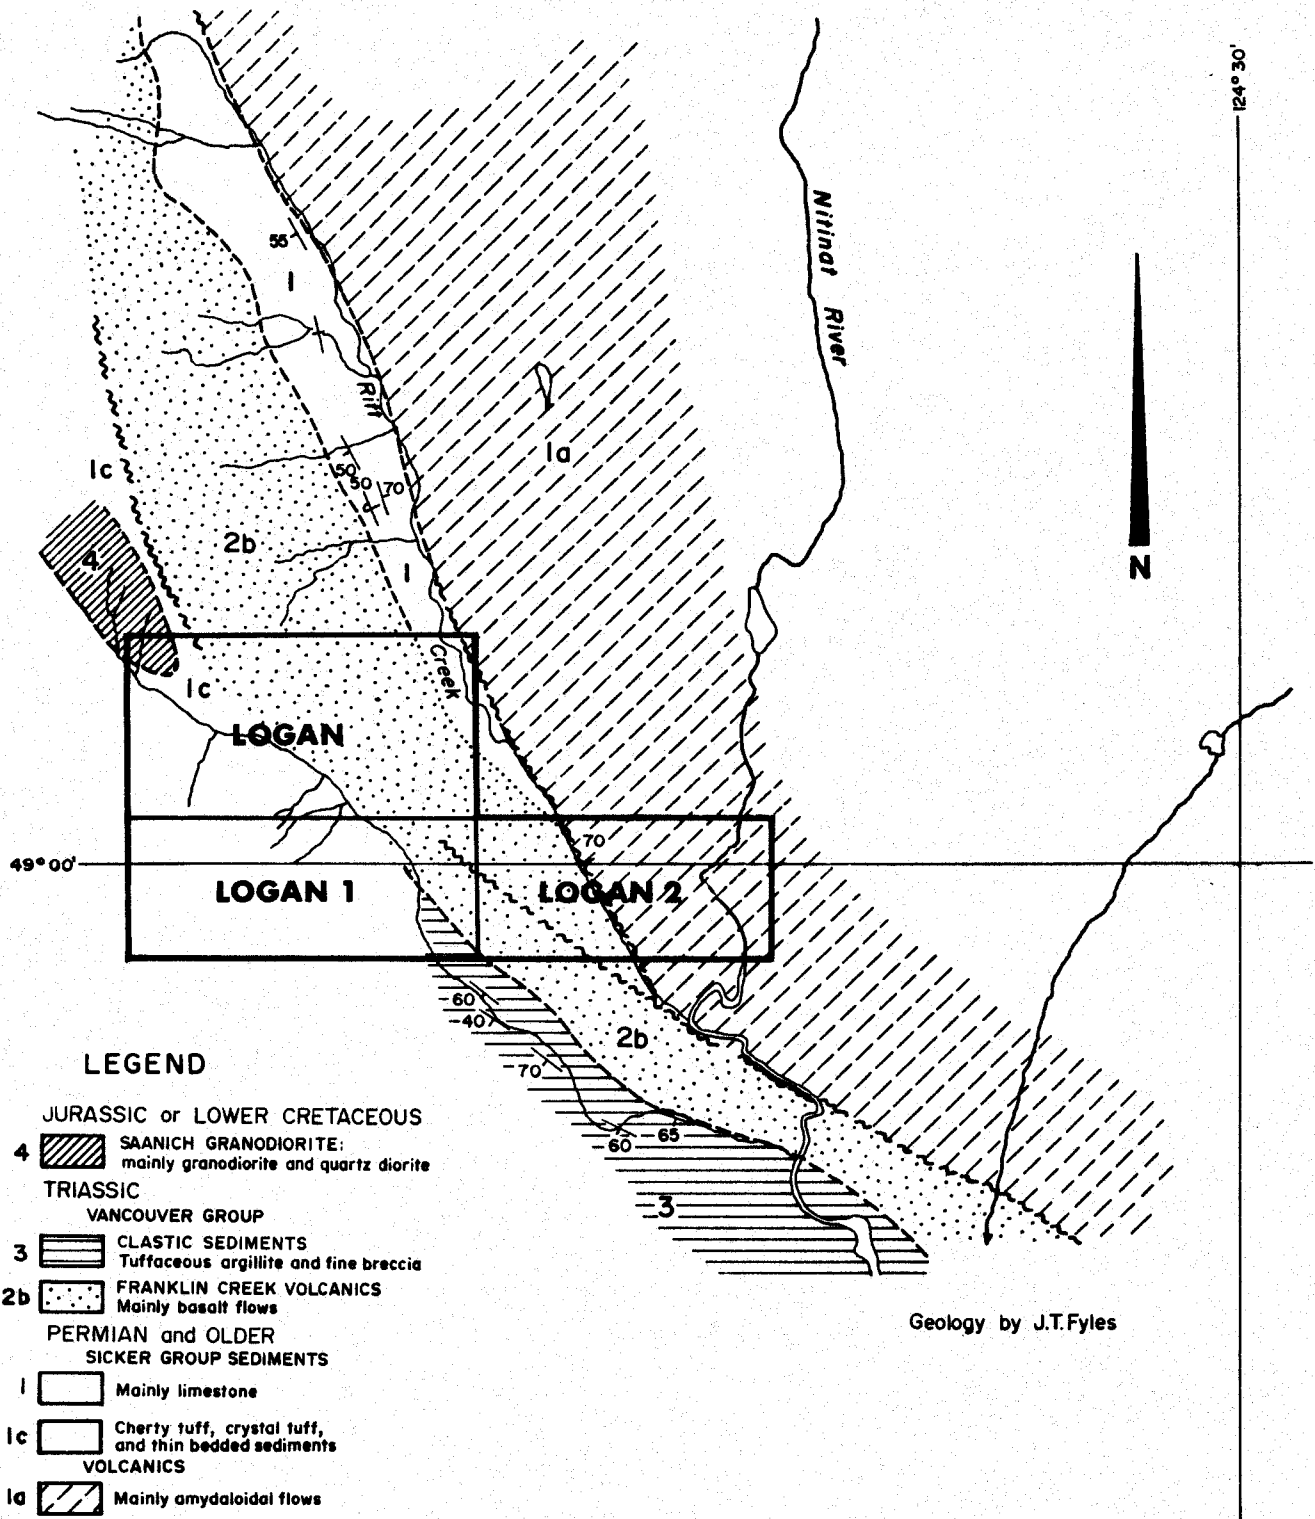 124° 30'
Nitinat River
55
1
Rift
1c
1a
50
50
70
2b
4
1
N
1c
Creek
LOGAN
70
49° 00'
LOGAN 1
LOGAN 2
60
40
70
2b
60
65
3
LEGEND
JURASSIC or LOWER CRETACEOUS
4 SAANICH GRANODIORITE:
mainly granodiorite and quartz diorite
TRIASSIC
VANCOUVER GROUP
3 CLASTIC SEDIMENTS
Tuffaceous argillite and fine breccia
2b FRANKLIN CREEK VOLCANICS
Mainly basalt flows
PERMIAN and OLDER
SICKER GROUP SEDIMENTS
1 Mainly limestone
1c Cherty tuff, crystal tuff,
and thin bedded sediments
VOLCANICS
1a Mainly amydaloidal flows
Geology by J.T. Fyles